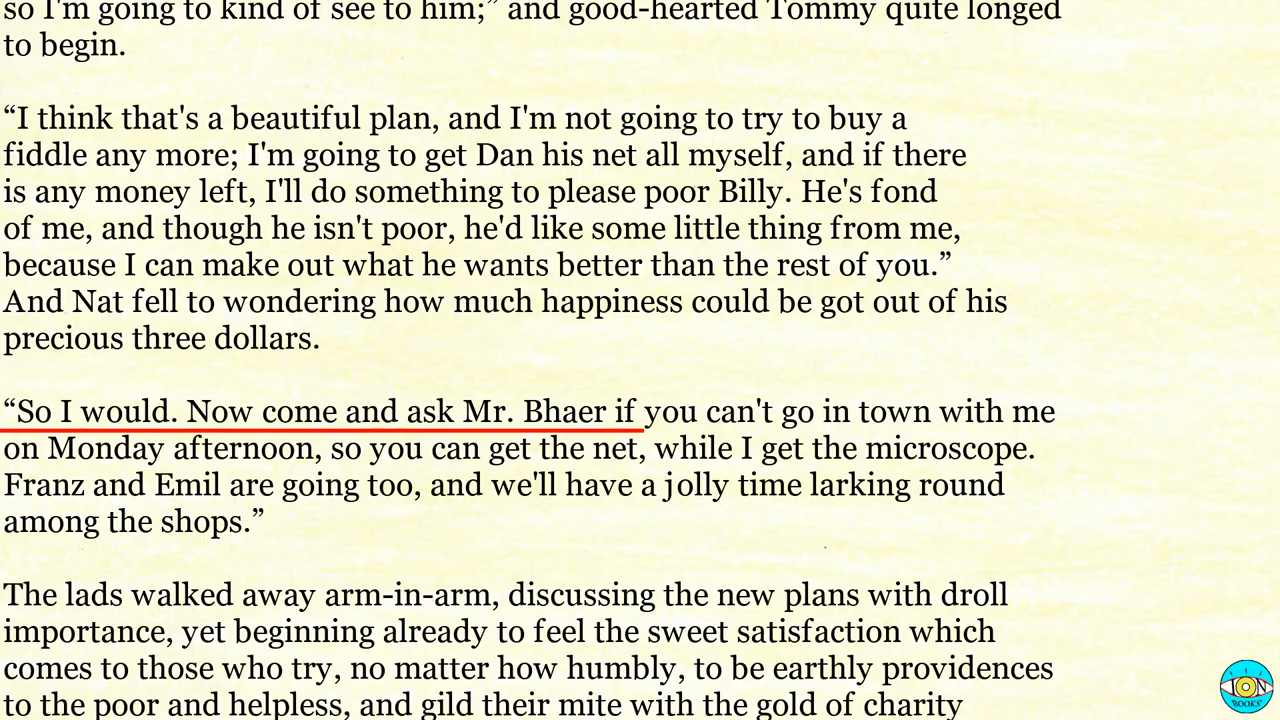 so I'm going to kind of see to him;” and good-hearted Tommy quite longed
to begin.
“I think that's a beautiful plan, and I'm not going to try to buy a
fiddle any more; I'm going to get Dan his net all myself, and if there
is any money left, I'll do something to please poor Billy. He's fond
of me, and though he isn't poor, he'd like some little thing from me,
because I can make out what he wants better than the rest of you.”
And Nat fell to wondering how much happiness could be got out of his
precious three dollars.
“So I would. Now come and ask Mr. Bhaer if you can't go in town with me
on Monday afternoon, so you can get the net, while I get the microscope.
Franz and Emil are going too, and we'll have a jolly time larking round
among the shops.”
The lads walked away arm-in-arm, discussing the new plans with droll
importance, yet beginning already to feel the sweet satisfaction which
comes to those who try, no matter how humbly, to be earthly providences
to the poor and helpless, and gild their mite with the gold of charity
ION
BOOKS